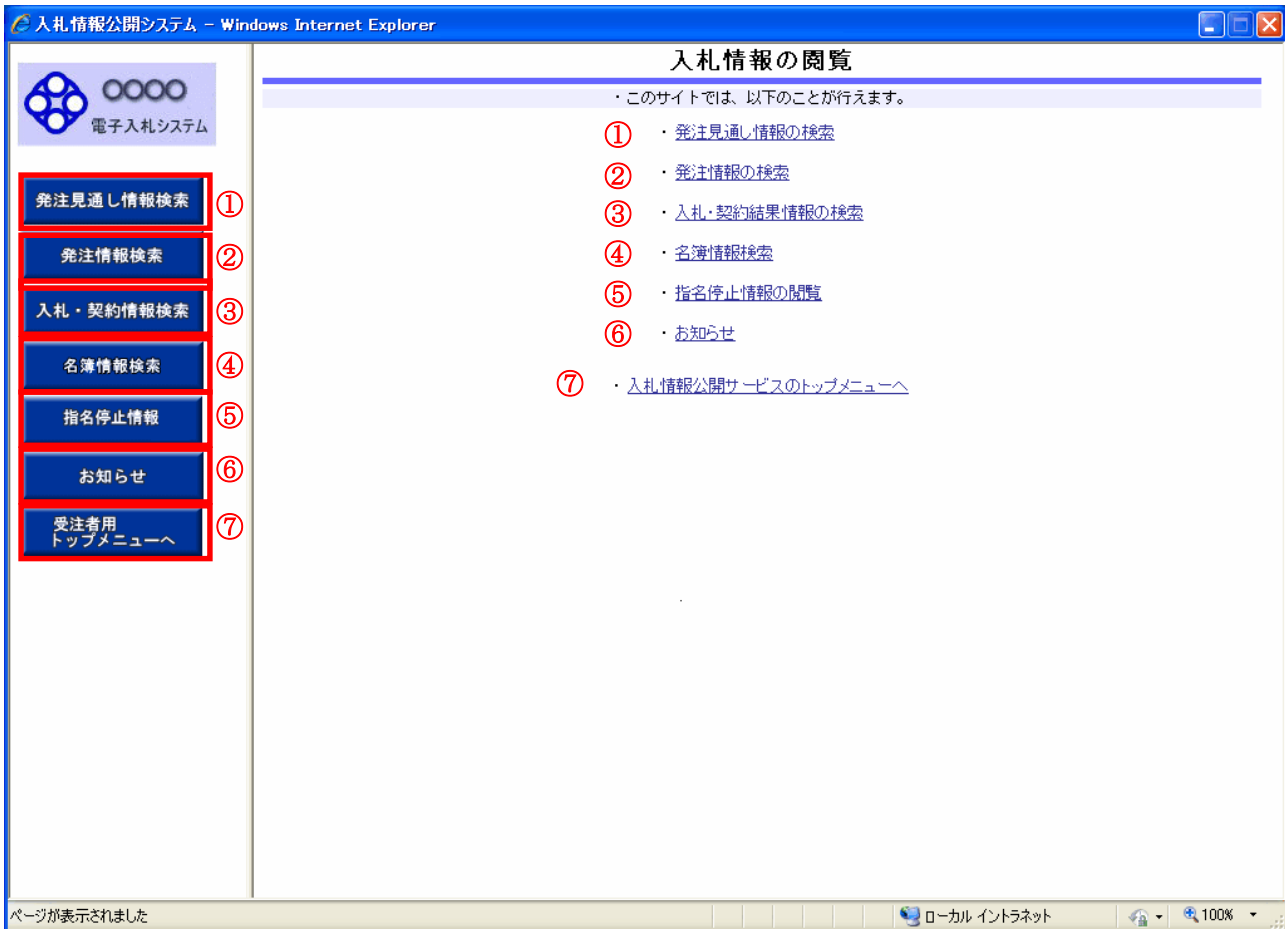 入札情報公開システム - Windows Internet Explorer
○○○○
電子入札システム
発注見通し情報検索 ①
発注情報検索 ②
入札・契約情報検索 ③
名簿情報検索 ④
指名停止情報 ⑤
お知らせ ⑥
受注者用
トップメニューへ ⑦
入札情報の閲覧
・このサイトでは、以下のことが行えます。
① ・発注見通し情報の検索
② ・発注情報の検索
③ ・入札・契約結果情報の検索
④ ・名簿情報検索
⑤ ・指名停止情報の閲覧
⑥ ・お知らせ
⑦ ・入札情報公開サービスのトップメニューへ
ページが表示されました
ローカル イントラネット
100%